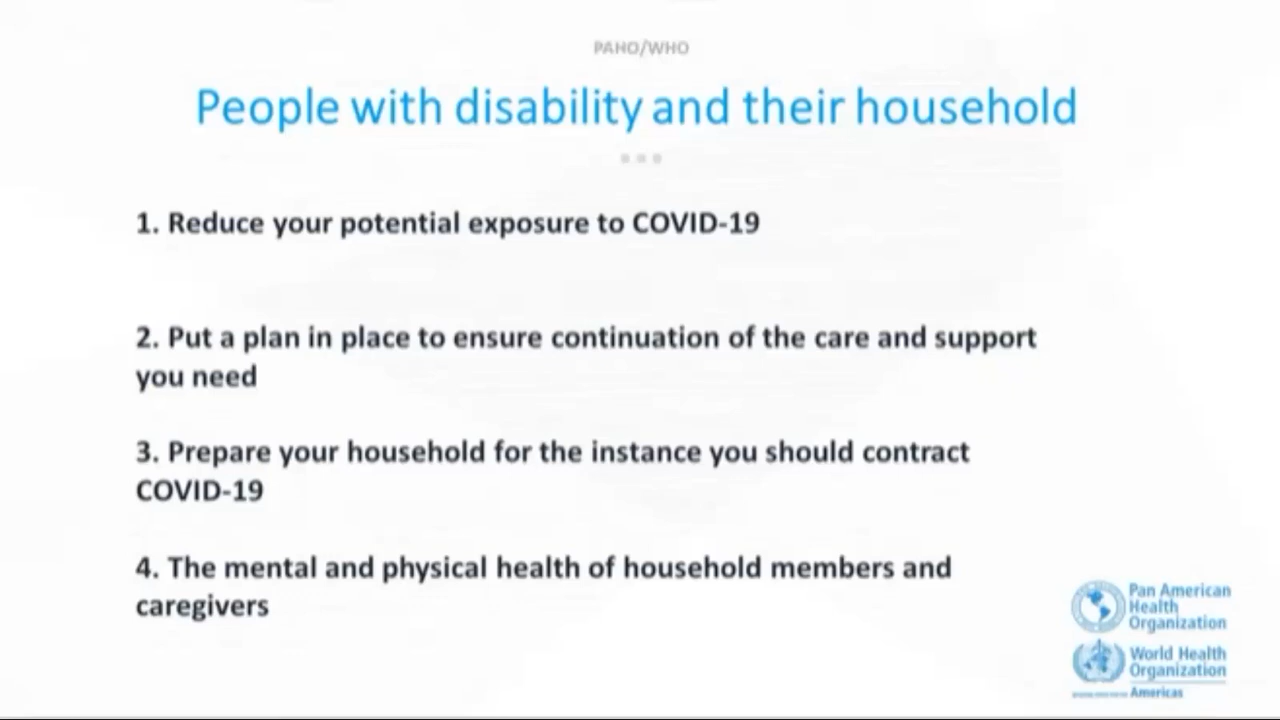 PAHO/WHO
People with disability and their household
1. Reduce your potential exposure to COVID-19
2. Put a plan in place to ensure continuation of the care and support
you need
3. Prepare your household for the instance you should contract
COVID-19
4. The mental and physical health of household members and
caregivers
Pan American
Health
Organization
World Health
Organization
Americas